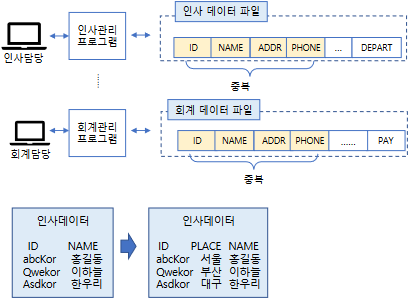 인사 데이터 파일
인사담당
인사관리
프로그램
ID NAME ADDR PHONE ... DEPART
중복
회계 데이터 파일
회계담당
회계관리
프로그램
ID NAME ADDR PHONE ...... PAY
중복
인사데이터
ID NAME
abcKor 홍길동
Qwekor 이하늘
Asdkor 한우리
인사데이터
ID PLACE NAME
abcKor 서울 홍길동
Qwekor 부산 이하늘
Asdkor 대구 한우리